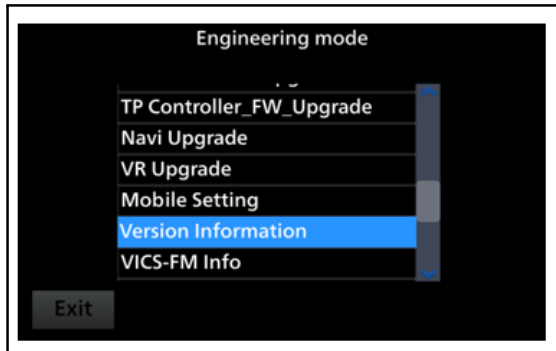 Engineering mode
TP Controller_FW_Upgrade
Navi Upgrade
VR Upgrade
Mobile Setting
Version Information
VICS-FM Info
Exit